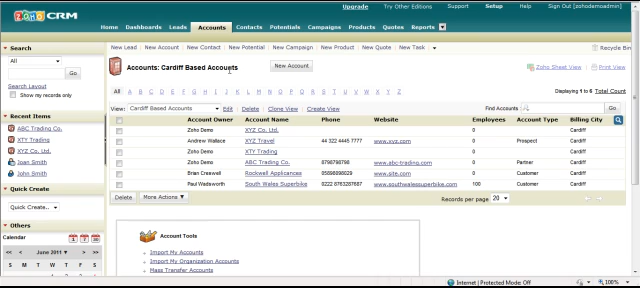 ZOHO CRM
Upgrade Try Other Editions Support Setup Help Sign Out [zohodemoadmin]
Home Dashboards Leads Accounts Contacts Potentials Campaigns Products Quotes Reports
Search
All
Go
Search Layout
Show my records only
Recent Items
ABC Trading Co.
XTY Trading
XYZ Co. Ltd.
Joan Smith
John Smith
Quick Create
Quick Create..
Others
Calendar
<< < June 2011 > >>
S M T W T F S
New Lead | New Account | New Contact | New Potential | New Campaign | New Product | New Quote | New Task |
Recycle Bin
Accounts: Cardiff Based Accounts
New Account
Zoho Sheet View | Print View
All A B C D E F G H I J K L M N O P Q R S T U V W X Y Z
Displaying 1 to 6 Total Count
View: Cardiff Based Accounts Edit | Delete | Clone View | Create View
Find Accounts : Go
Account Owner Account Name Phone Website Employees Account Type Billing City
Zoho Demo XYZ Co. Ltd. 0 Cardiff
Andrew Wallace XYZ Travel 44 322 4445 7777 www.xyz.com 0 Prospect Cardiff
Zoho Demo XTY Trading Cardiff
Zoho Demo ABC Trading Co. www.abc-trading.com 0 Partner Cardiff
Brian Creswell Rockwell Applicances www.site.com 0 Customer Cardiff
Paul Wadsworth South Wales Superbike 0222 8763287687 www.southwalessuperbike.com 100 Customer Cardiff
Delete More Actions
Records per page 20
Account Tools
Import My Accounts
Import My Organization Accounts
Mass Transfer Accounts
Internet | Protected Mode: Off
100%